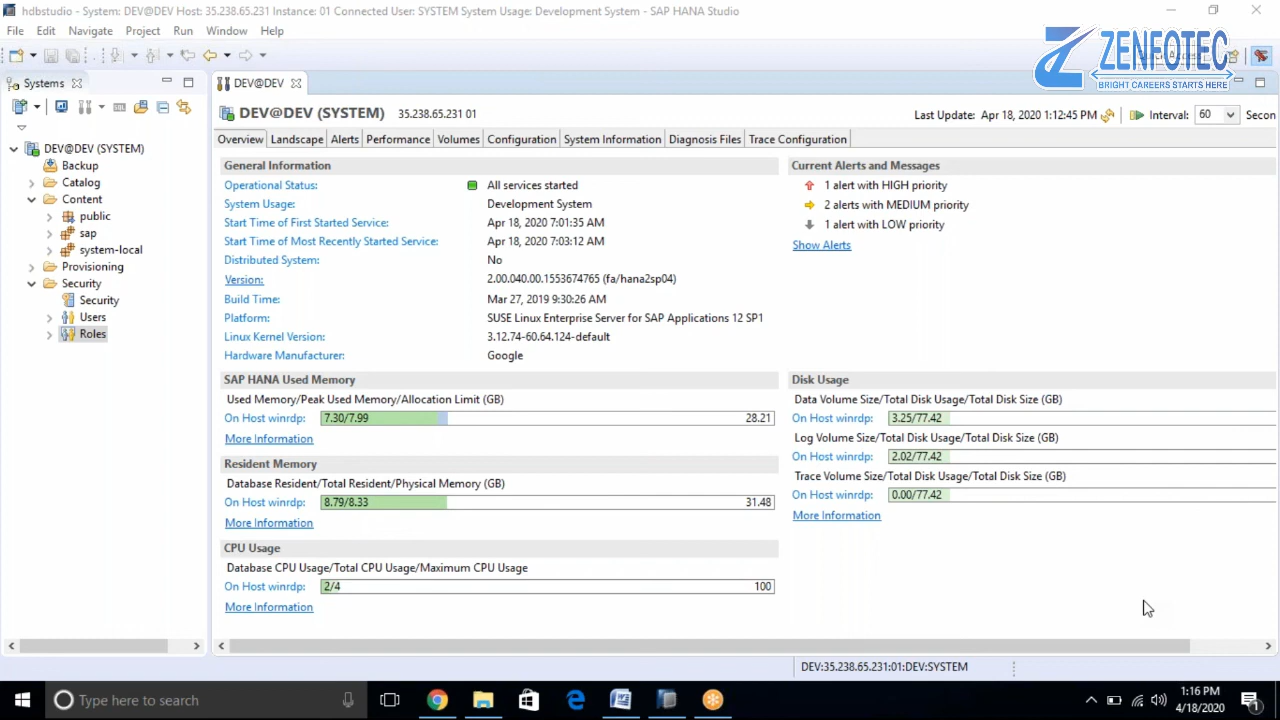 hdbstudio - System: DEV@DEV Host: 35.238.65.231 Instance: 01 Connected User: SYSTEM System Usage: Development System - SAP HANA Studio
File Edit Navigate Project Run Window Help
ZENFOTEC
BRIGHT CAREERS STARTS HERE
Systems
DEV@DEV
DEV@DEV (SYSTEM) 35.238.65.231 01
Last Update: Apr 18, 2020 1:12:45 PM Interval: 60 Secon
Overview Landscape Alerts Performance Volumes Configuration System Information Diagnosis Files Trace Configuration
DEV@DEV (SYSTEM)
Backup
Catalog
Content
public
sap
system-local
Provisioning
Security
Security
Users
Roles
General Information
Operational Status: All services started
System Usage: Development System
Start Time of First Started Service: Apr 18, 2020 7:01:35 AM
Start Time of Most Recently Started Service: Apr 18, 2020 7:03:12 AM
Distributed System: No
Version: 2.00.040.00.1553674765 (fa/hana2sp04)
Build Time: Mar 27, 2019 9:30:26 AM
Platform: SUSE Linux Enterprise Server for SAP Applications 12 SP1
Linux Kernel Version: 3.12.74-60.64.124-default
Hardware Manufacturer: Google
Current Alerts and Messages
1 alert with HIGH priority
2 alerts with MEDIUM priority
1 alert with LOW priority
Show Alerts
SAP HANA Used Memory
Used Memory/Peak Used Memory/Allocation Limit (GB)
On Host winrdp: 7.30/7.99 28.21
More Information
Resident Memory
Database Resident/Total Resident/Physical Memory (GB)
On Host winrdp: 8.79/8.33 31.48
More Information
CPU Usage
Database CPU Usage/Total CPU Usage/Maximum CPU Usage
On Host winrdp: 2/4 100
More Information
Disk Usage
Data Volume Size/Total Disk Usage/Total Disk Size (GB)
On Host winrdp: 3.25/77.42
Log Volume Size/Total Disk Usage/Total Disk Size (GB)
On Host winrdp: 2.02/77.42
Trace Volume Size/Total Disk Usage/Total Disk Size (GB)
On Host winrdp: 0.00/77.42
More Information
DEV:35.238.65.231:01:DEV:SYSTEM
Type here to search
1:16 PM
4/18/2020
1